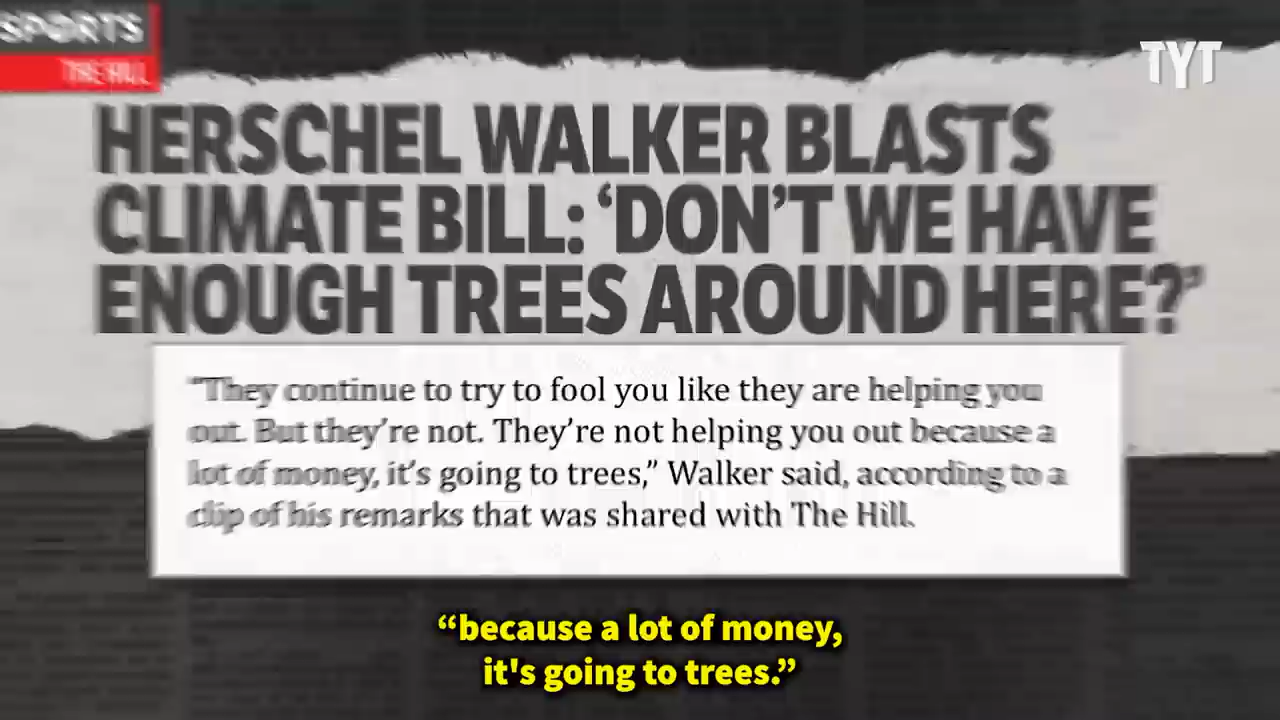 SPORTS
THE HILL
TYT
HERSCHEL WALKER BLASTS
CLIMATE BILL: ‘DON’T WE HAVE
ENOUGH TREES AROUND HERE?’
“They continue to try to fool you like they are helping you
out. But they’re not. They’re not helping you out because a
lot of money, it’s going to trees,” Walker said, according to a
clip of his remarks that was shared with The Hill.
“because a lot of money,
it's going to trees.”